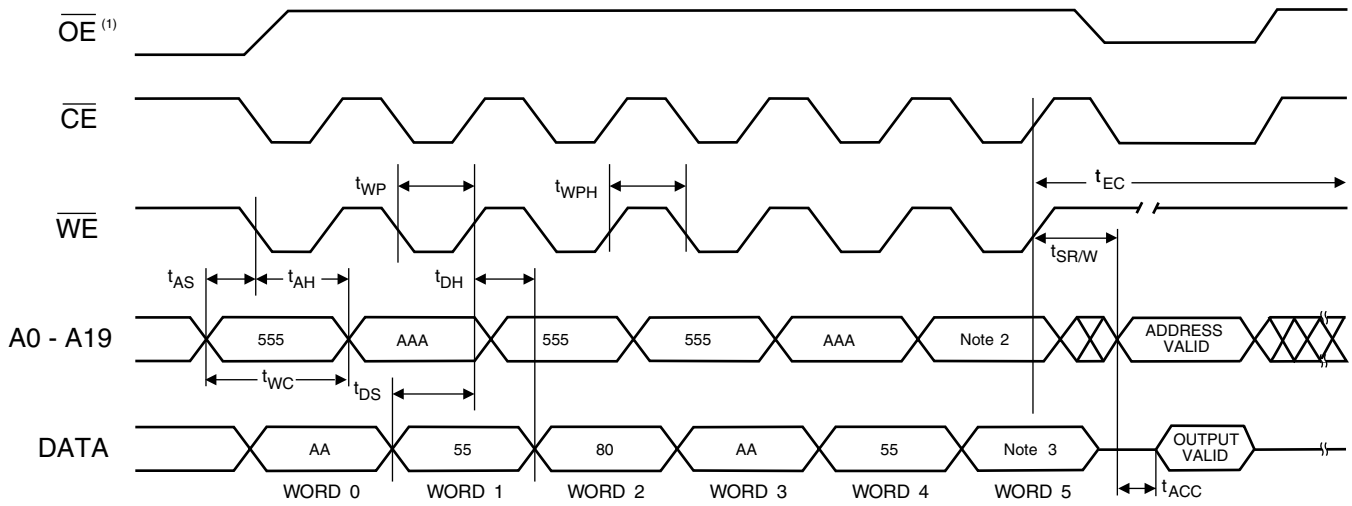 OE (1)
CE
tWP
tWPH
tEC
WE
tSR/W
tAS
tAH
tDH
A0 - A19
555
AAA
555
555
AAA
Note 2
ADDRESS
VALID
tWC
tDS
DATA
AA
55
80
AA
55
Note 3
OUTPUT
VALID
WORD 0
WORD 1
WORD 2
WORD 3
WORD 4
WORD 5
tACC